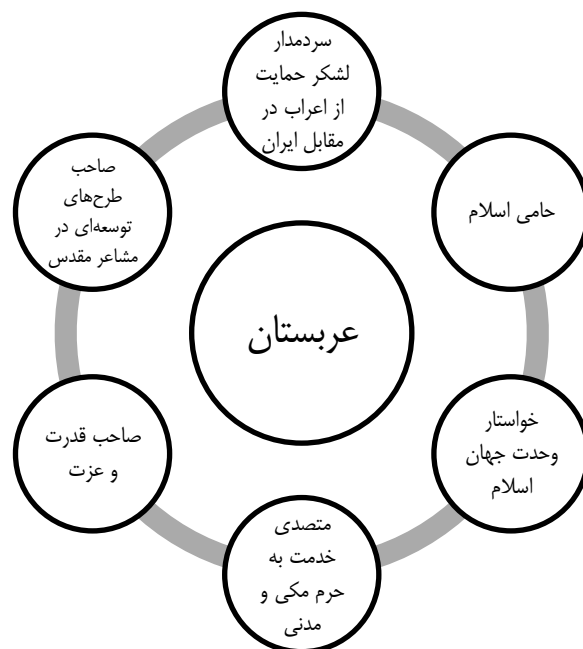 سردمدار
لشکر حمایت
از اعراب در
مقابل ایران
حامی اسلام
خواستار
وحدت جهان
اسلام
متصدی
خدمت به
حرم مکی و
مدنی
صاحب قدرت
و عزت
صاحب
طرح‌های
توسعه‌ای در
مشاعر مقدس
عربستان